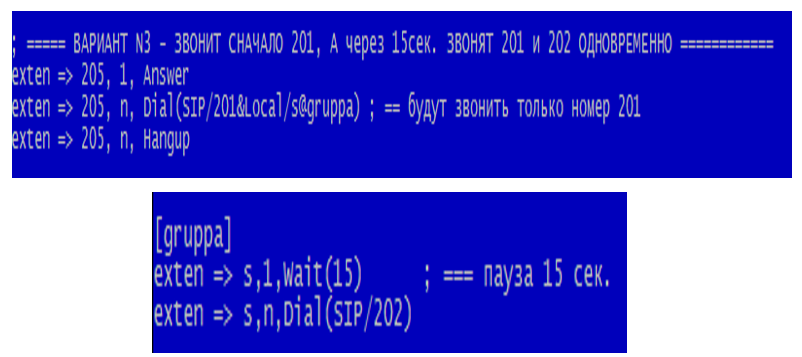 ; ===== ВАРИАНТ N3 - ЗВОНИТ СНАЧАЛО 201, А через 15сек. ЗВОНЯТ 201 и 202 ОДНОВРЕМЕННО ============
exten => 205, 1, Answer
exten => 205, n, Dial(SIP/201&Local/s@gruppa) ; == будут звонить только номер 201
exten => 205, n, Hangup
[gruppa]
exten => s,1,Wait(15) ; === пауза 15 сек.
exten => s,n,Dial(SIP/202)